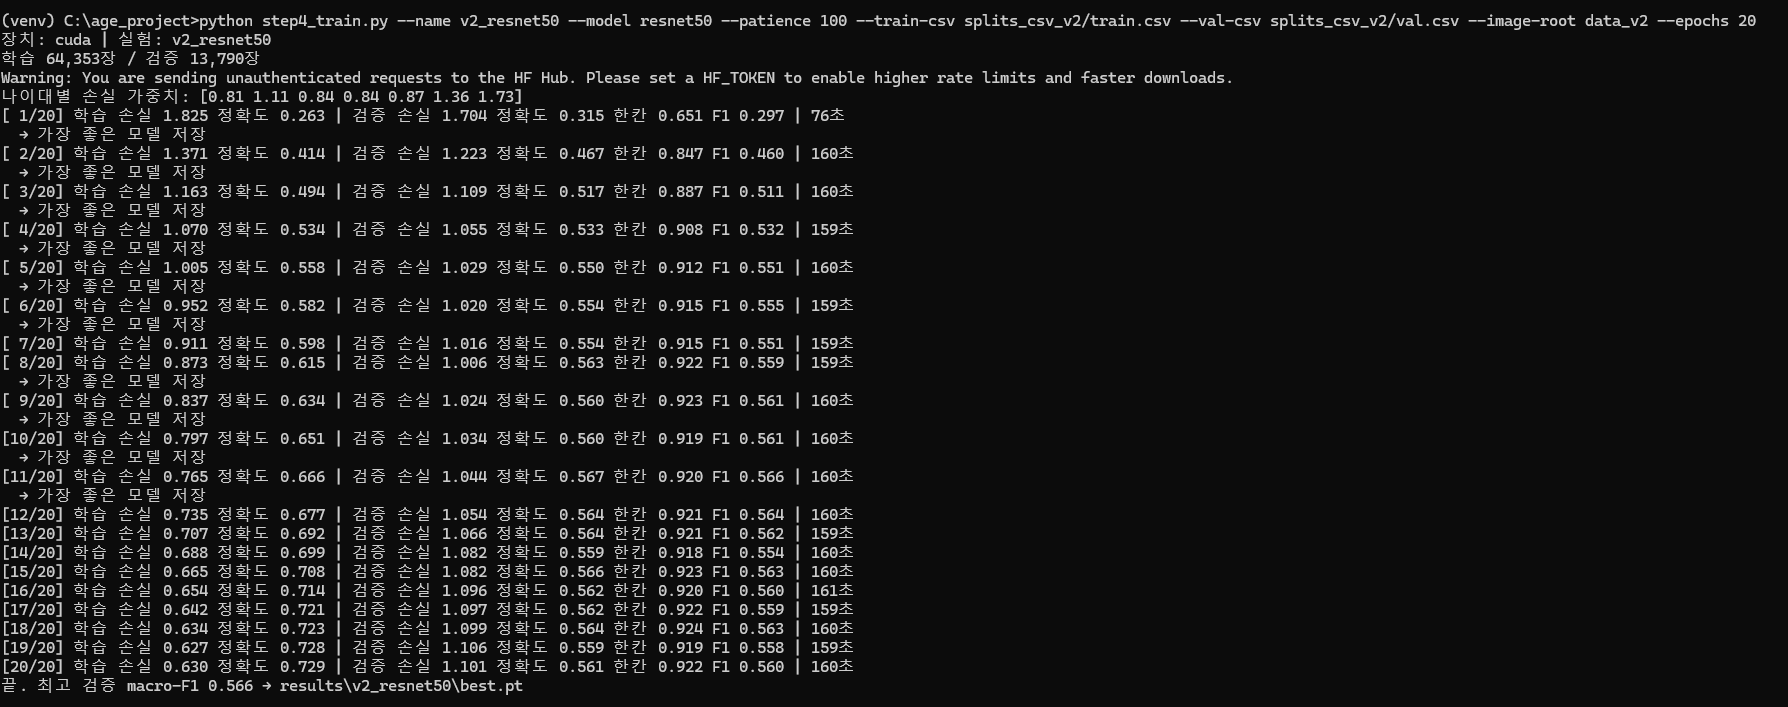 (venv) C:\age_project>python step4_train.py --name v2_resnet50 --model resnet50 --patience 100 --train-csv splits_csv_v2/train.csv --val-csv splits_csv_v2/val.csv --image-root data_v2 --epochs 20
장치: cuda | 실험: v2_resnet50
학습 64,353장 / 검증 13,790장
Warning: You are sending unauthenticated requests to the HF Hub. Please set a HF_TOKEN to enable higher rate limits and faster downloads.
나이대별 손실 가중치: [0.81 1.11 0.84 0.84 0.87 1.36 1.73]
[ 1/20] 학습 손실 1.825 정확도 0.263 | 검증 손실 1.704 정확도 0.315 한칸 0.651 F1 0.297 | 76초
→ 가장 좋은 모델 저장
[ 2/20] 학습 손실 1.371 정확도 0.414 | 검증 손실 1.223 정확도 0.467 한칸 0.847 F1 0.460 | 160초
→ 가장 좋은 모델 저장
[ 3/20] 학습 손실 1.163 정확도 0.494 | 검증 손실 1.109 정확도 0.517 한칸 0.887 F1 0.511 | 160초
→ 가장 좋은 모델 저장
[ 4/20] 학습 손실 1.070 정확도 0.534 | 검증 손실 1.055 정확도 0.533 한칸 0.908 F1 0.532 | 159초
→ 가장 좋은 모델 저장
[ 5/20] 학습 손실 1.005 정확도 0.558 | 검증 손실 1.029 정확도 0.550 한칸 0.912 F1 0.551 | 160초
→ 가장 좋은 모델 저장
[ 6/20] 학습 손실 0.952 정확도 0.582 | 검증 손실 1.020 정확도 0.554 한칸 0.915 F1 0.555 | 159초
→ 가장 좋은 모델 저장
[ 7/20] 학습 손실 0.911 정확도 0.598 | 검증 손실 1.016 정확도 0.554 한칸 0.915 F1 0.551 | 159초
[ 8/20] 학습 손실 0.873 정확도 0.615 | 검증 손실 1.006 정확도 0.563 한칸 0.922 F1 0.559 | 159초
→ 가장 좋은 모델 저장
[ 9/20] 학습 손실 0.837 정확도 0.634 | 검증 손실 1.024 정확도 0.560 한칸 0.923 F1 0.561 | 160초
→ 가장 좋은 모델 저장
[10/20] 학습 손실 0.797 정확도 0.651 | 검증 손실 1.034 정확도 0.560 한칸 0.919 F1 0.561 | 160초
→ 가장 좋은 모델 저장
[11/20] 학습 손실 0.765 정확도 0.666 | 검증 손실 1.044 정확도 0.567 한칸 0.920 F1 0.566 | 160초
→ 가장 좋은 모델 저장
[12/20] 학습 손실 0.735 정확도 0.677 | 검증 손실 1.054 정확도 0.564 한칸 0.921 F1 0.564 | 160초
[13/20] 학습 손실 0.707 정확도 0.692 | 검증 손실 1.066 정확도 0.564 한칸 0.921 F1 0.562 | 159초
[14/20] 학습 손실 0.688 정확도 0.699 | 검증 손실 1.082 정확도 0.559 한칸 0.918 F1 0.554 | 160초
[15/20] 학습 손실 0.665 정확도 0.708 | 검증 손실 1.082 정확도 0.566 한칸 0.923 F1 0.563 | 160초
[16/20] 학습 손실 0.654 정확도 0.714 | 검증 손실 1.096 정확도 0.562 한칸 0.920 F1 0.560 | 161초
[17/20] 학습 손실 0.642 정확도 0.721 | 검증 손실 1.097 정확도 0.562 한칸 0.922 F1 0.559 | 159초
[18/20] 학습 손실 0.634 정확도 0.723 | 검증 손실 1.099 정확도 0.564 한칸 0.924 F1 0.563 | 160초
[19/20] 학습 손실 0.627 정확도 0.728 | 검증 손실 1.106 정확도 0.559 한칸 0.919 F1 0.558 | 159초
[20/20] 학습 손실 0.630 정확도 0.729 | 검증 손실 1.101 정확도 0.561 한칸 0.922 F1 0.560 | 160초
끝. 최고 검증 macro-F1 0.566 → results\v2_resnet50\best.pt